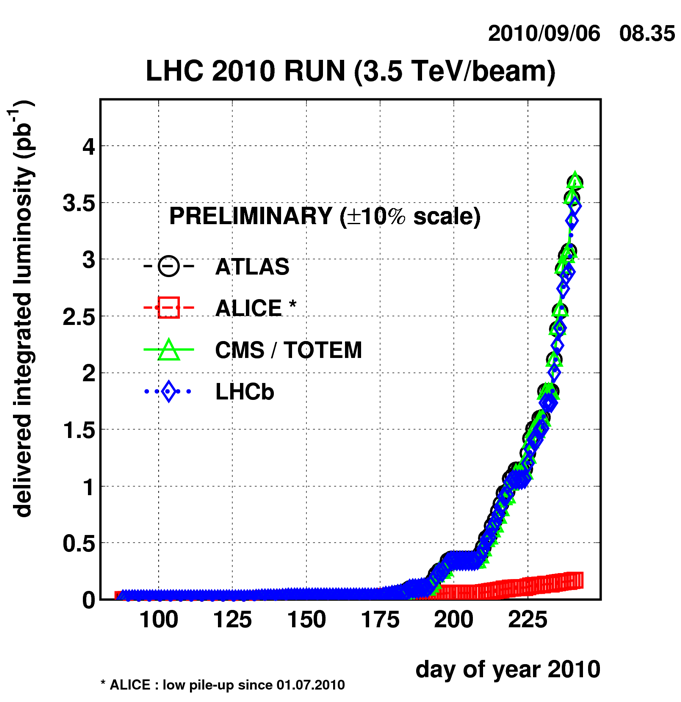 2010/09/06 08.35
LHC 2010 RUN (3.5 TeV/beam)
delivered integrated luminosity (pb⁻¹)
4
3.5
3
2.5
2
1.5
1
0.5
0
PRELIMINARY (±10% scale)
ATLAS
ALICE *
CMS / TOTEM
LHCb
100 125 150 175 200 225
day of year 2010
* ALICE : low pile-up since 01.07.2010